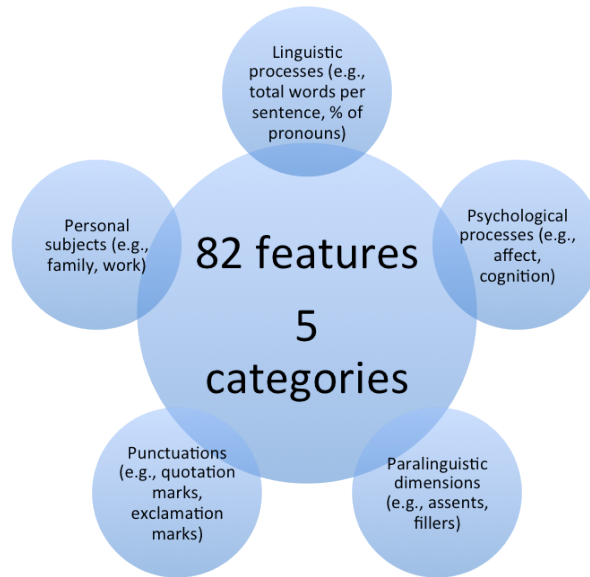 Linguistic
processes (e.g.,
total words per
sentence, % of
pronouns)
Psychological
processes (e.g.,
affect,
cognition)
Paralinguistic
dimensions
(e.g., assents,
fillers)
Punctuations
(e.g., quotation
marks,
exclamation
marks)
Personal
subjects (e.g.,
family, work)
82 features
5
categories